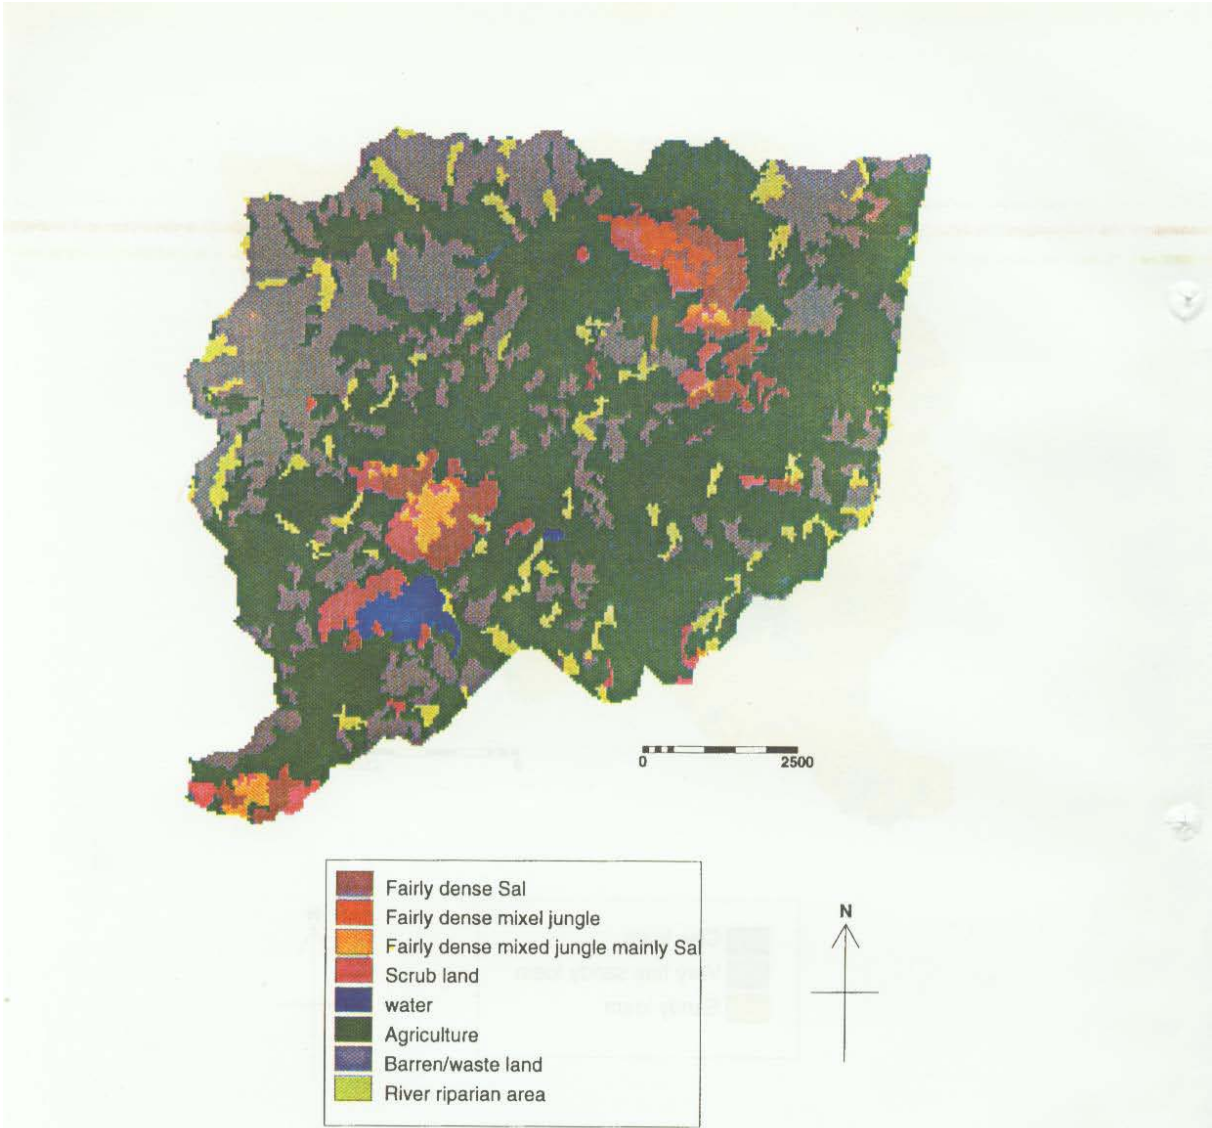 0 2500
Fairly dense Sal
Fairly dense mixel jungle
Fairly dense mixed jungle mainly Sal
Scrub land
water
Agriculture
Barren/waste land
River riparian area
N